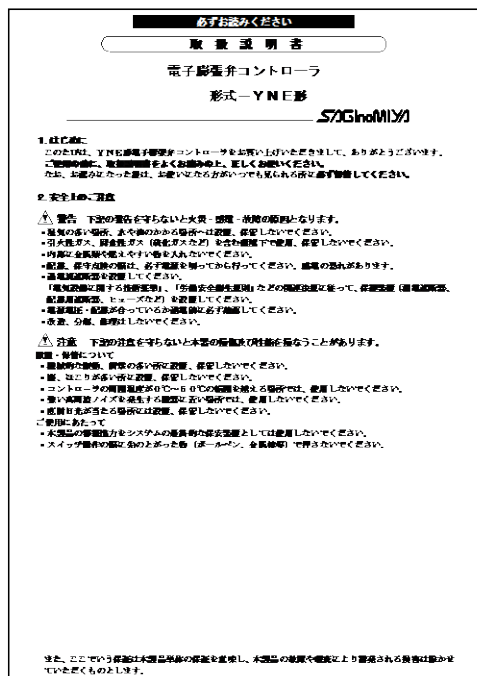 必ずお読みください
取扱説明書
電子膨張弁コントローラ
形式－ＹＮＥ形
SAGInoMIYA
1. はじめに
このたびは、ＹＮＥ形電子膨張弁コントローラをお買い上げいただきまして、ありがとうございます。
ご使用の前に、取扱説明書をよくお読みの上、正しくお使いください。
なお、お読みになった後は、お使いになる方がいつでも見られる所に必ず保管してください。
2. 安全上のご注意
警告 下記の警告を守らないと火災・感電・故障の原因となります。
・湿気の多い場所、水や油のかかる場所へは設置、保管しないでください。
・引火性ガス、腐食性ガス（硫化ガスなど）を含む環境下で使用、保管しないでください。
・内部に金属類や燃えやすい物を入れないでください。
・配線、保守点検の際は、必ず電源を切ってから行ってください。感電の恐れがあります。
・過電流遮断器を設置してください。
「電気設備に関する技術基準」、「労働安全衛生規則」などの関連法規に従って、保護装置（漏電遮断器、
配線用遮断器、ヒューズなど）を設置してください。
・電源電圧・配線が合っているか通電前に必ず確認してください。
・改造、分解、修理はしないでください。
注意 下記の注意を守らないと本器の損傷及び性能を損なうことがあります。
設置・保管について
・機械的な振動、衝撃の多い所に設置、保管しないでください。
・塵、ほこりが多い所に設置、保管しないでください。
・コントローラの周囲温度が０℃～５０℃の範囲を越える場所では、使用しないでください。
・強い高周波ノイズを発生する機器に近い場所では、使用しないでください。
・直射日光が当たる場所には設置、保管しないでください。
ご使用にあたって
・本製品の警報出力をシステムの最終的な保安装置としては使用しないでください。
・スイッチ操作の際に先のとがった物（ボールペン、金属棒等）で押さないでください。
また、ここでいう保証は本製品単体の保証を意味し、本製品の故障や瑕疵により誘発される損害は除かせ
ていただくものとします。